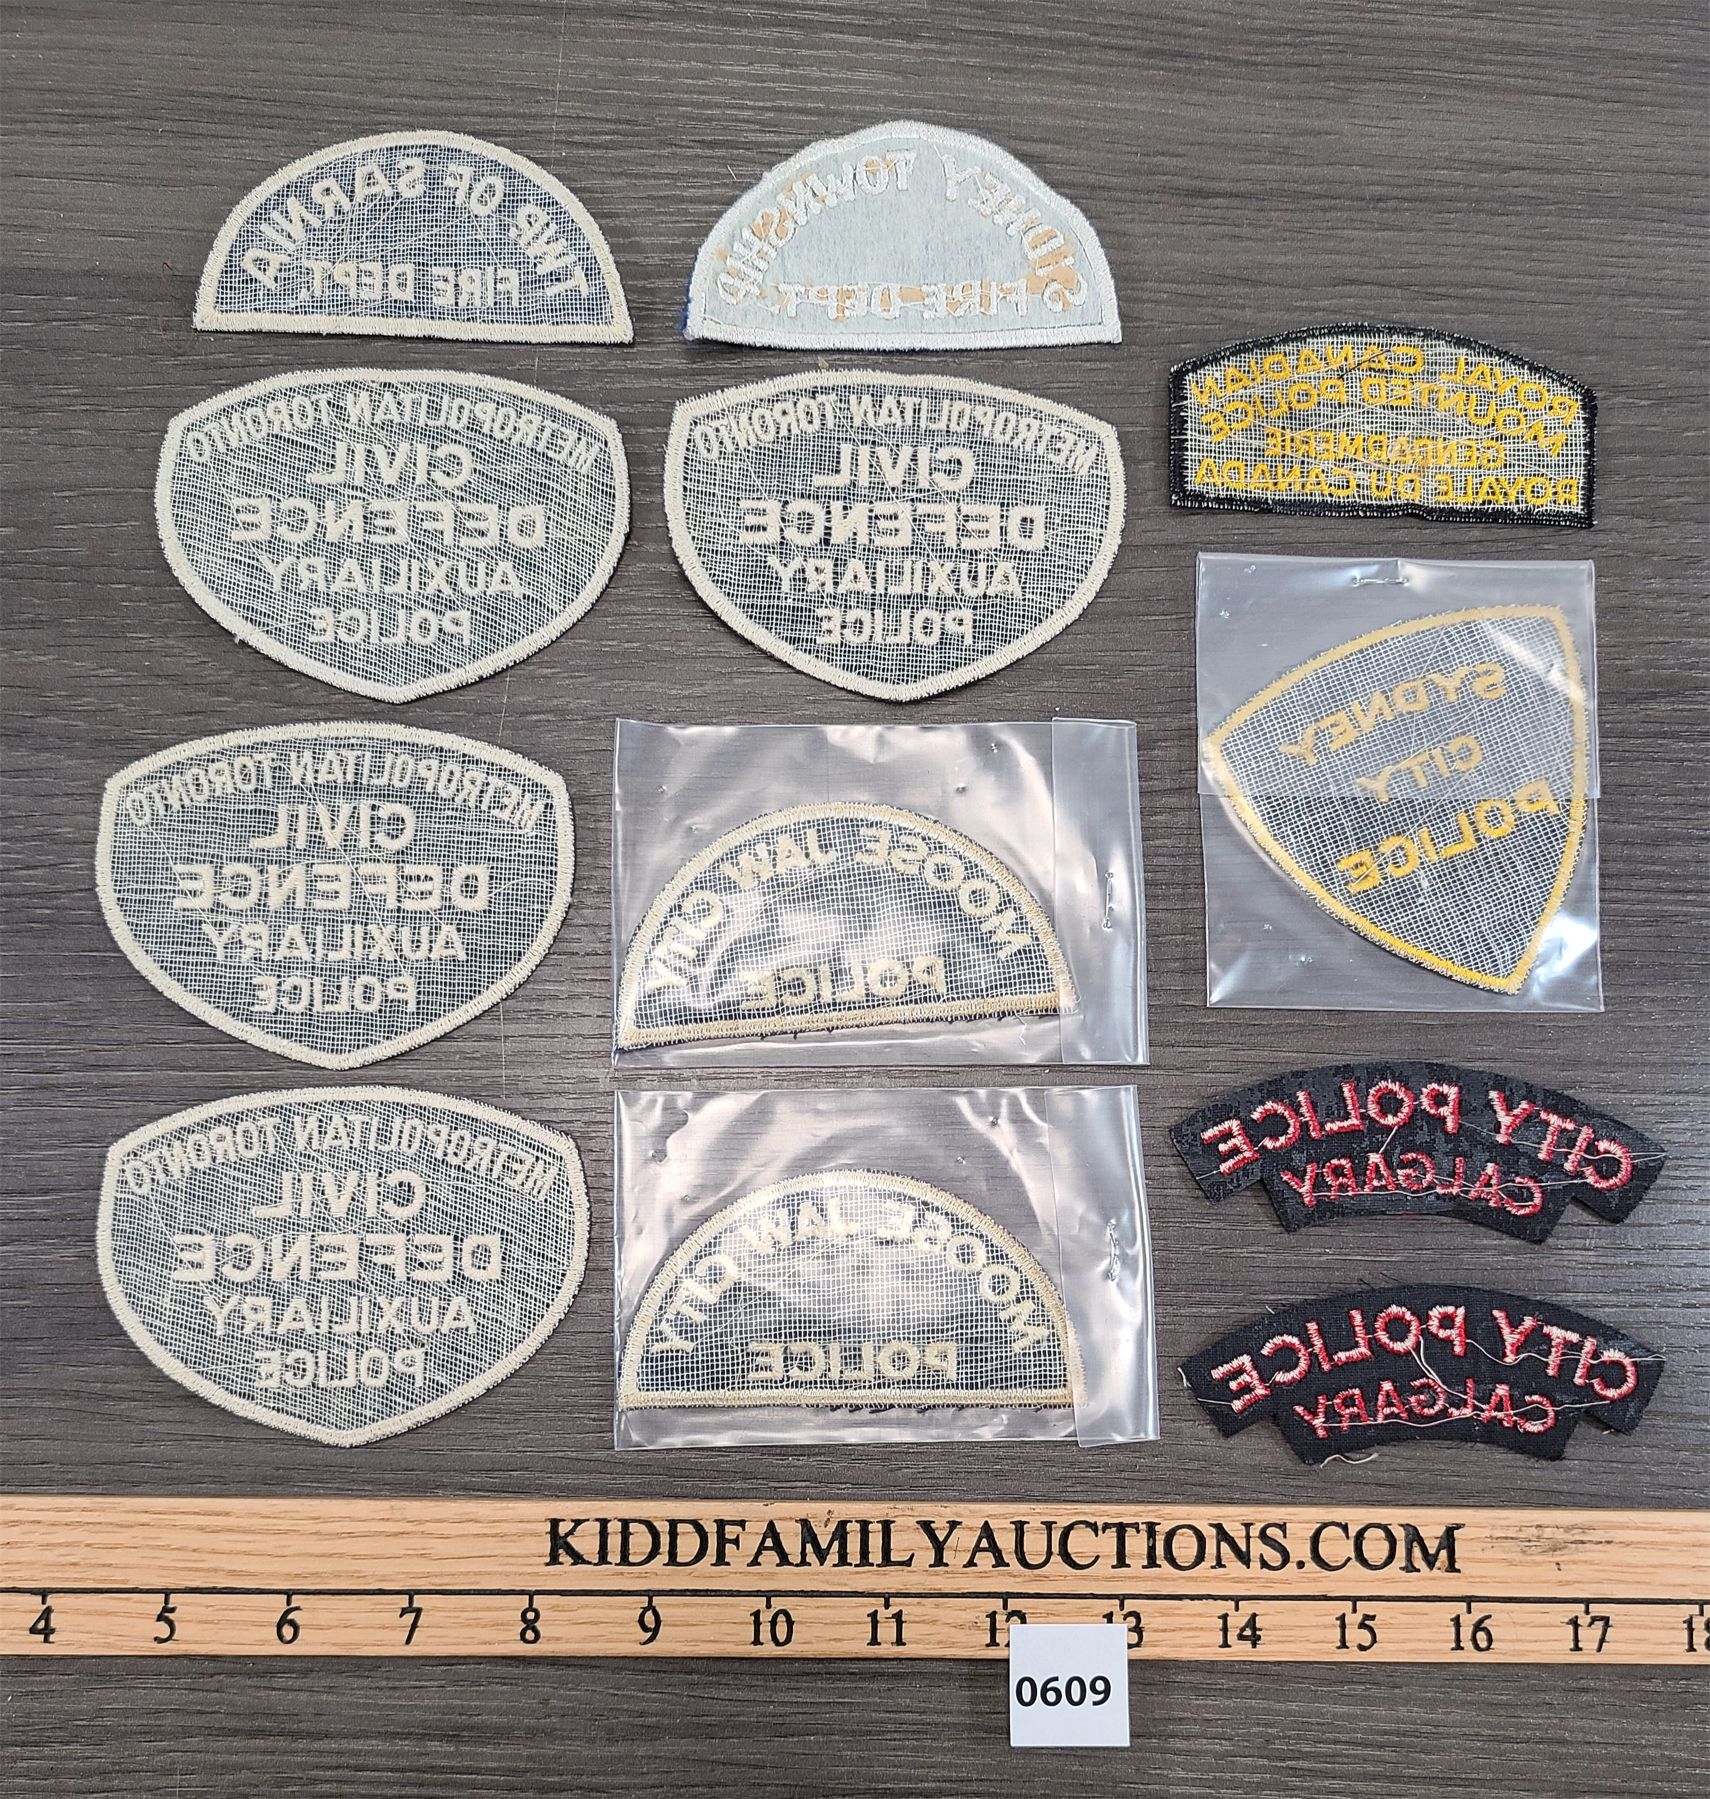 TWP. OF SARNIA
FIRE DEPT.
SIDNEY TOWNSHIP
FIRE-DEPT.
METROPOLITAN TORONTO
CIVIL
DEFENCE
AUXILIARY
POLICE
METROPOLITAN TORONTO
CIVIL
DEFENCE
AUXILIARY
POLICE
ROYAL CANADIAN
MOUNTED POLICE
GENDARMERIE
ROYALE DU CANADA
SYDNEY
CITY
POLICE
METROPOLITAN TORONTO
CIVIL
DEFENCE
AUXILIARY
POLICE
MOOSE JAW CITY
POLICE
METROPOLITAN TORONTO
CIVIL
DEFENCE
AUXILIARY
POLICE
MOOSE JAW CITY
POLICE
CITY POLICE
CALGARY
CITY POLICE
CALGARY
KIDDFAMILYAUCTIONS.COM
4 5 6 7 8 9 10 11 12 13 14 15 16 17 18
0609